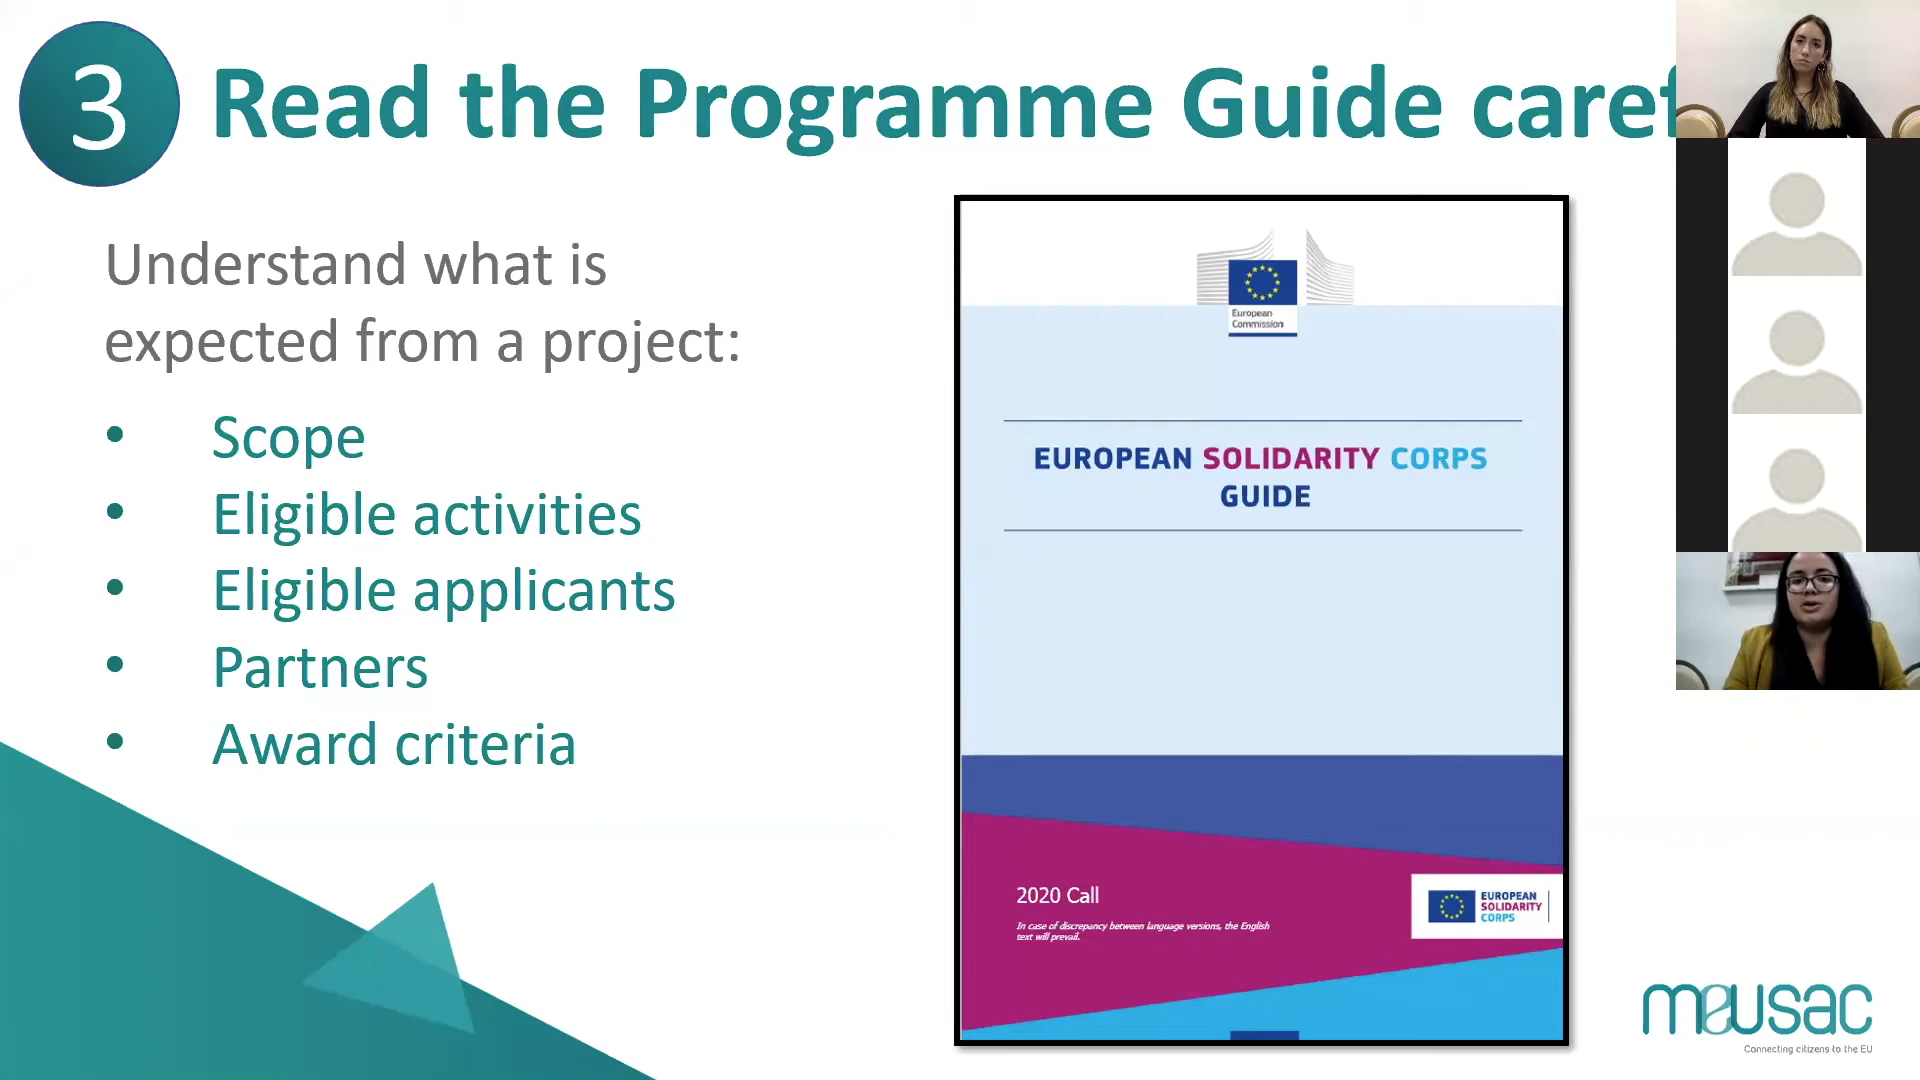 3
Read the Programme Guide caref
Understand what is
expected from a project:
• Scope
• Eligible activities
• Eligible applicants
• Partners
• Award criteria
European
Commission
EUROPEAN SOLIDARITY CORPS
GUIDE
2020 Call
In case of discrepancy between language versions, the English
text will prevail.
EUROPEAN
SOLIDARITY
CORPS
meusac
Connecting citizens to the EU